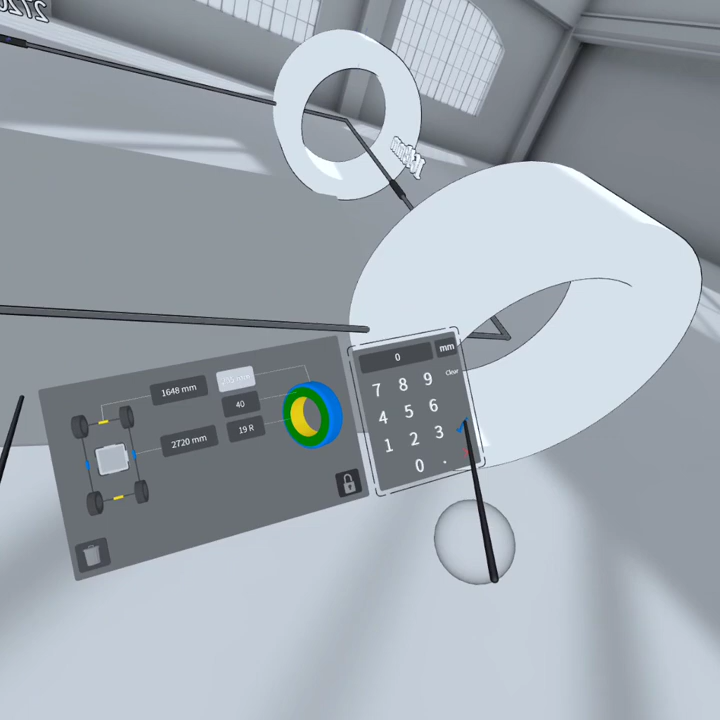 1648 mm
40
2720 mm
19 R
0
mm
Clear
7 8 9
4 5 6
1 2 3
0 .